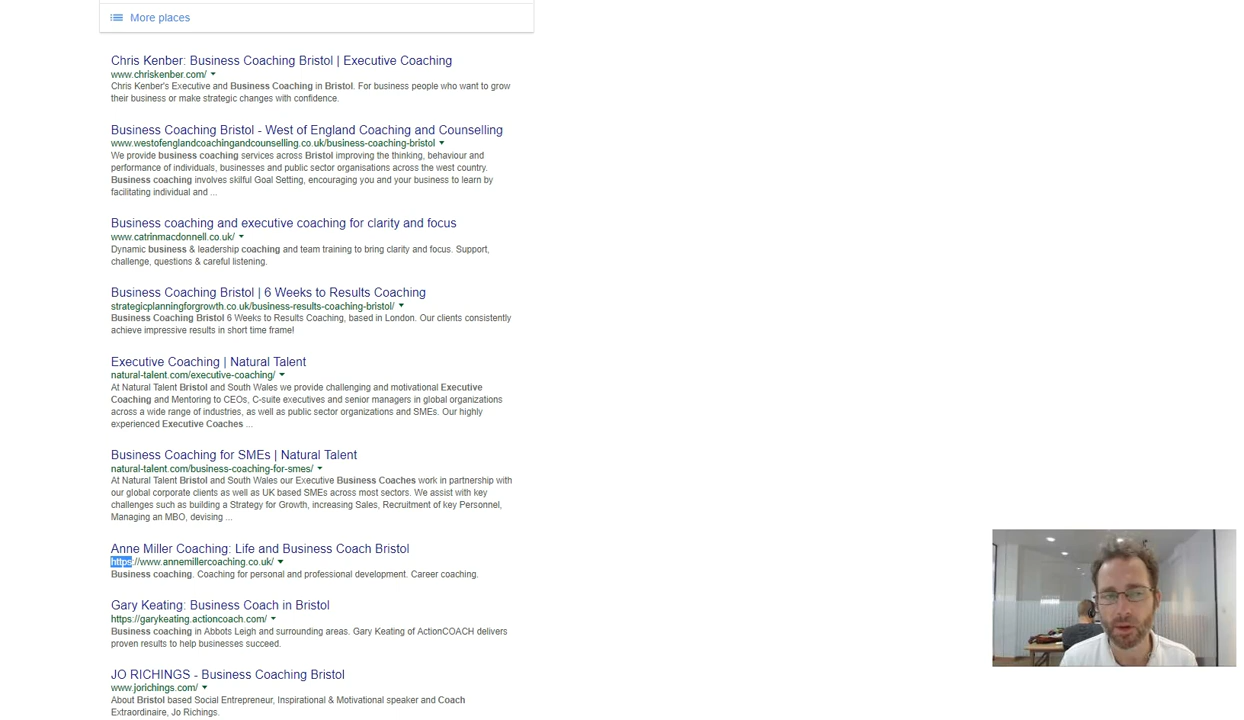 More places
Chris Kenber: Business Coaching Bristol | Executive Coaching
www.chriskenber.com/
Chris Kenber's Executive and Business Coaching in Bristol. For business people who want to grow
their business or make strategic changes with confidence.
Business Coaching Bristol - West of England Coaching and Counselling
www.westofenglandcoachingandcounselling.co.uk/business-coaching-bristol
We provide business coaching services across Bristol improving the thinking, behaviour and
performance of individuals, businesses and public sector organisations across the west country.
Business coaching involves skilful Goal Setting, encouraging you and your business to learn by
facilitating individual and ...
Business coaching and executive coaching for clarity and focus
www.catrinmacdonnell.co.uk/
Dynamic business & leadership coaching and team training to bring clarity and focus. Support,
challenge, questions & careful listening.
Business Coaching Bristol | 6 Weeks to Results Coaching
strategicplanningforgrowth.co.uk/business-results-coaching-bristol/
Business Coaching Bristol 6 Weeks to Results Coaching, based in London. Our clients consistently
achieve impressive results in short time frame!
Executive Coaching | Natural Talent
natural-talent.com/executive-coaching/
At Natural Talent Bristol and South Wales we provide challenging and motivational Executive
Coaching and Mentoring to CEOs, C-suite executives and senior managers in global organizations
across a wide range of industries, as well as public sector organizations and SMEs. Our highly
experienced Executive Coaches ...
Business Coaching for SMEs | Natural Talent
natural-talent.com/business-coaching-for-smes/
At Natural Talent Bristol and South Wales our Executive Business Coaches work in partnership with
our global corporate clients as well as UK based SMEs across most sectors. We assist with key
challenges such as building a Strategy for Growth, increasing Sales, Recruitment of key Personnel,
Managing an MBO, devising ...
Anne Miller Coaching: Life and Business Coach Bristol
https://www.annemillercoaching.co.uk/
Business coaching. Coaching for personal and professional development. Career coaching.
Gary Keating: Business Coach in Bristol
https://garykeating.actioncoach.com/
Business coaching in Abbots Leigh and surrounding areas. Gary Keating of ActionCOACH delivers
proven results to help businesses succeed.
JO RICHINGS - Business Coaching Bristol
www.jorichings.com/
About Bristol based Social Entrepreneur, Inspirational & Motivational speaker and Coach
Extraordinaire, Jo Richings.